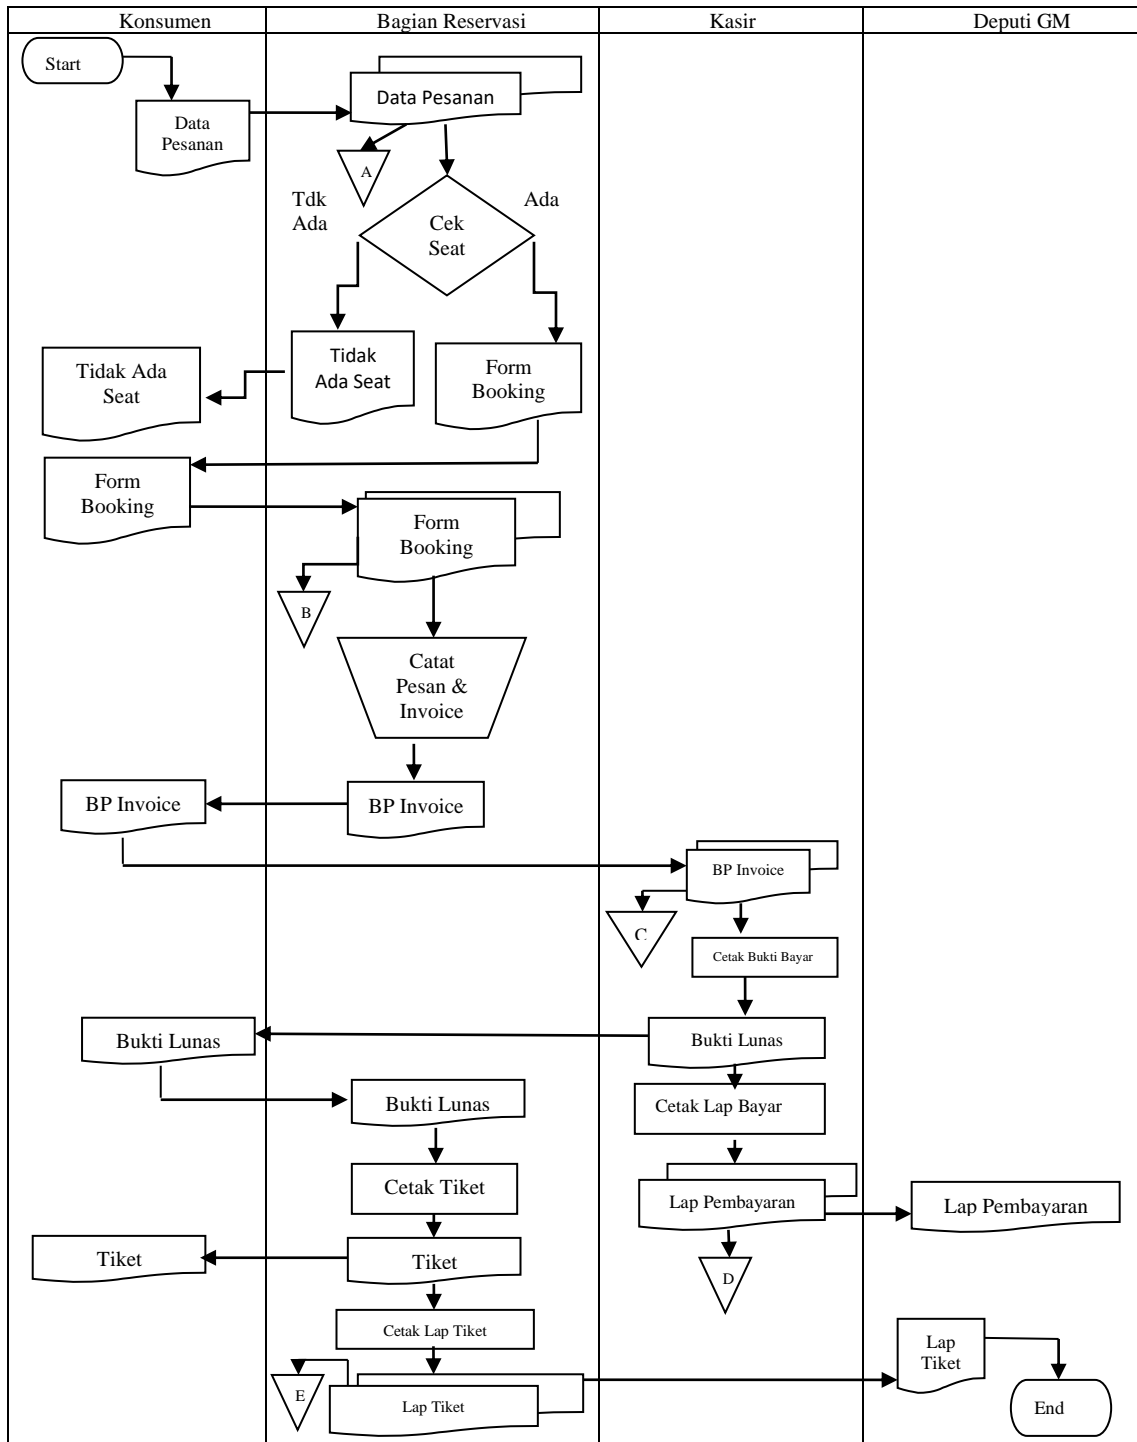 Konsumen
Bagian Reservasi
Kasir
Deputi GM
Start
Data
Pesanan
Data Pesanan
A
Tdk
Ada
Ada
Cek
Seat
Tidak
Ada Seat
Form
Booking
Tidak Ada
Seat
Form
Booking
Form
Booking
B
Catat
Pesan &
Invoice
BP Invoice
BP Invoice
BP Invoice
C
Cetak Bukti Bayar
Bukti Lunas
Bukti Lunas
Bukti Lunas
Cetak Lap Bayar
Cetak Tiket
Lap Pembayaran
Lap Pembayaran
Tiket
Tiket
D
Cetak Lap Tiket
Lap
Tiket
E
Lap Tiket
End